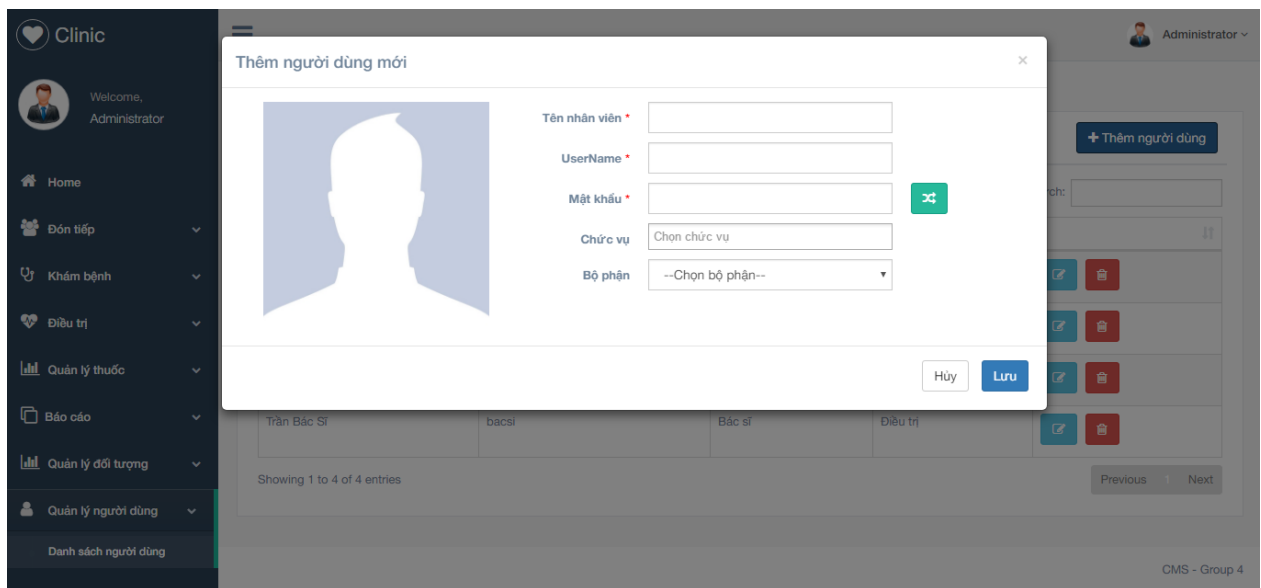 Clinic
Administrator
Welcome,
Administrator
Home
Đón tiếp
Khám bệnh
Điều trị
Quản lý thuốc
Báo cáo
Quản lý đối tượng
Quản lý người dùng
Danh sách người dùng
Thêm người dùng mới ×
Tên nhân viên *
UserName *
Mật khẩu *
Chức vụ Chọn chức vụ
Bộ phận --Chọn bộ phận--
Hủy Lưu
+ Thêm người dùng
rch:
Trần Bác Sĩ bacsi Bác sĩ Điều trị
Showing 1 to 4 of 4 entries
Previous 1 Next
CMS - Group 4